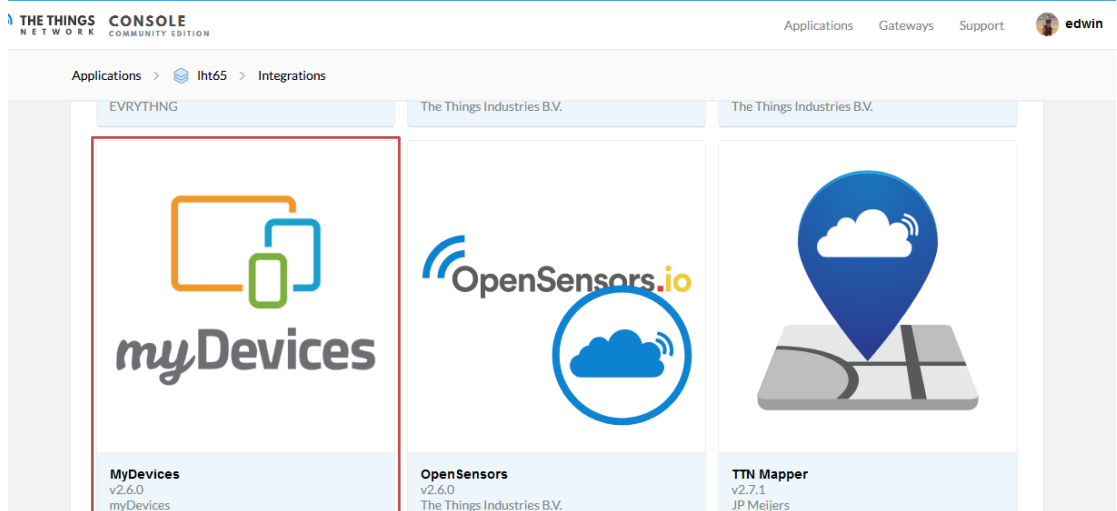 THE THINGS CONSOLE
NETWORK COMMUNITY EDITION
Applications Gateways Support edwin
Applications > lht65 > Integrations
EVRYTHNG The Things Industries B.V. The Things Industries B.V.
myDevices
OpenSensors.io
MyDevices
v2.6.0
myDevices
OpenSensors
v2.6.0
The Things Industries B.V.
TTN Mapper
v2.7.1
JP Meijers